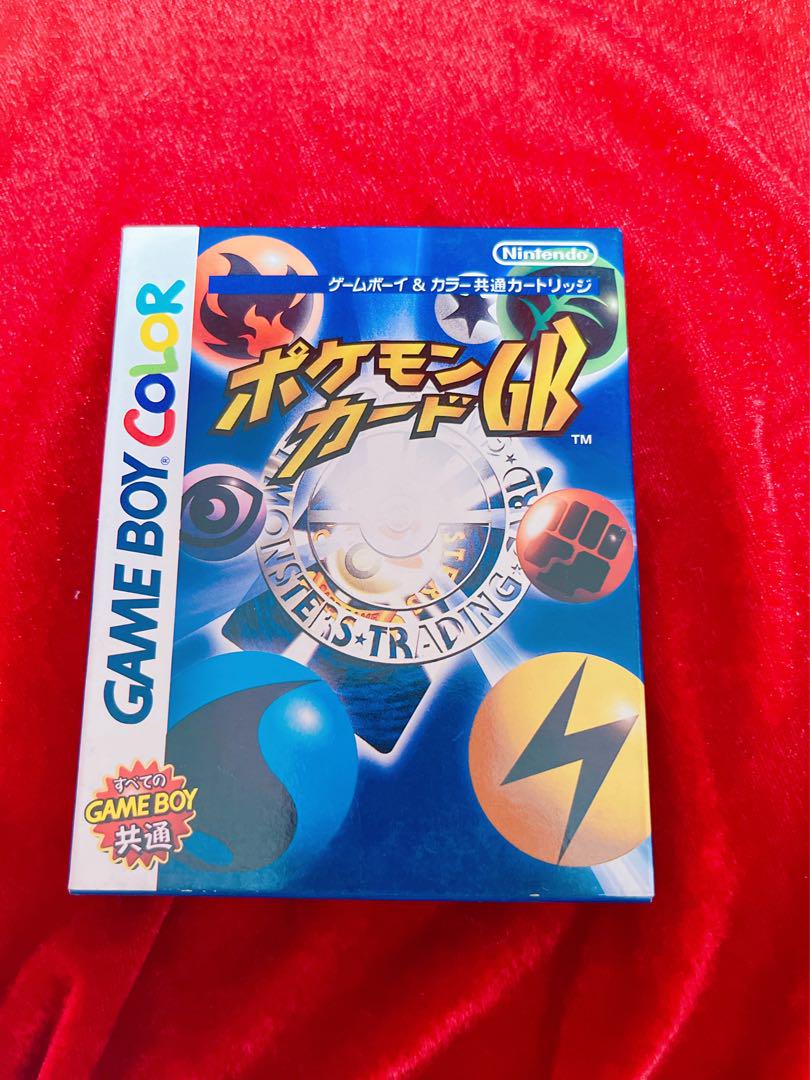 Nintendo®
ゲームボーイ & カラー共通カートリッジ
ポケモン
カードGB
TM
MONSTERS★TRADING
GAME BOY® COLOR
すべての
GAME BOY
共通